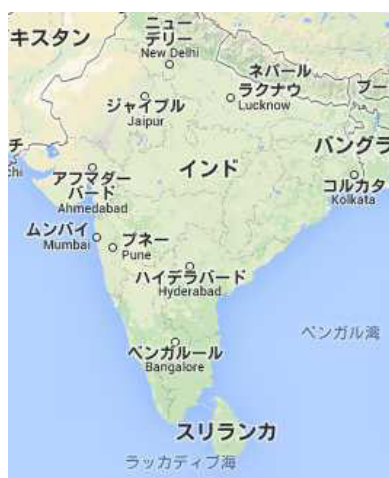 ニュー
デリー
New Delhi
キスタン
ネパール
ブー
ラクナウ
Lucknow
ジャイプル
Jaipur
バングラ
チ
chi
インド
アフマダー
バード
Ahmedabad
コルカタ
Kolkata
ムンバイ
Mumbai
プネー
Pune
ハイデラバード
Hyderabad
ベンガル湾
ベンガルール
Bangalore
スリランカ
ラッカディブ海